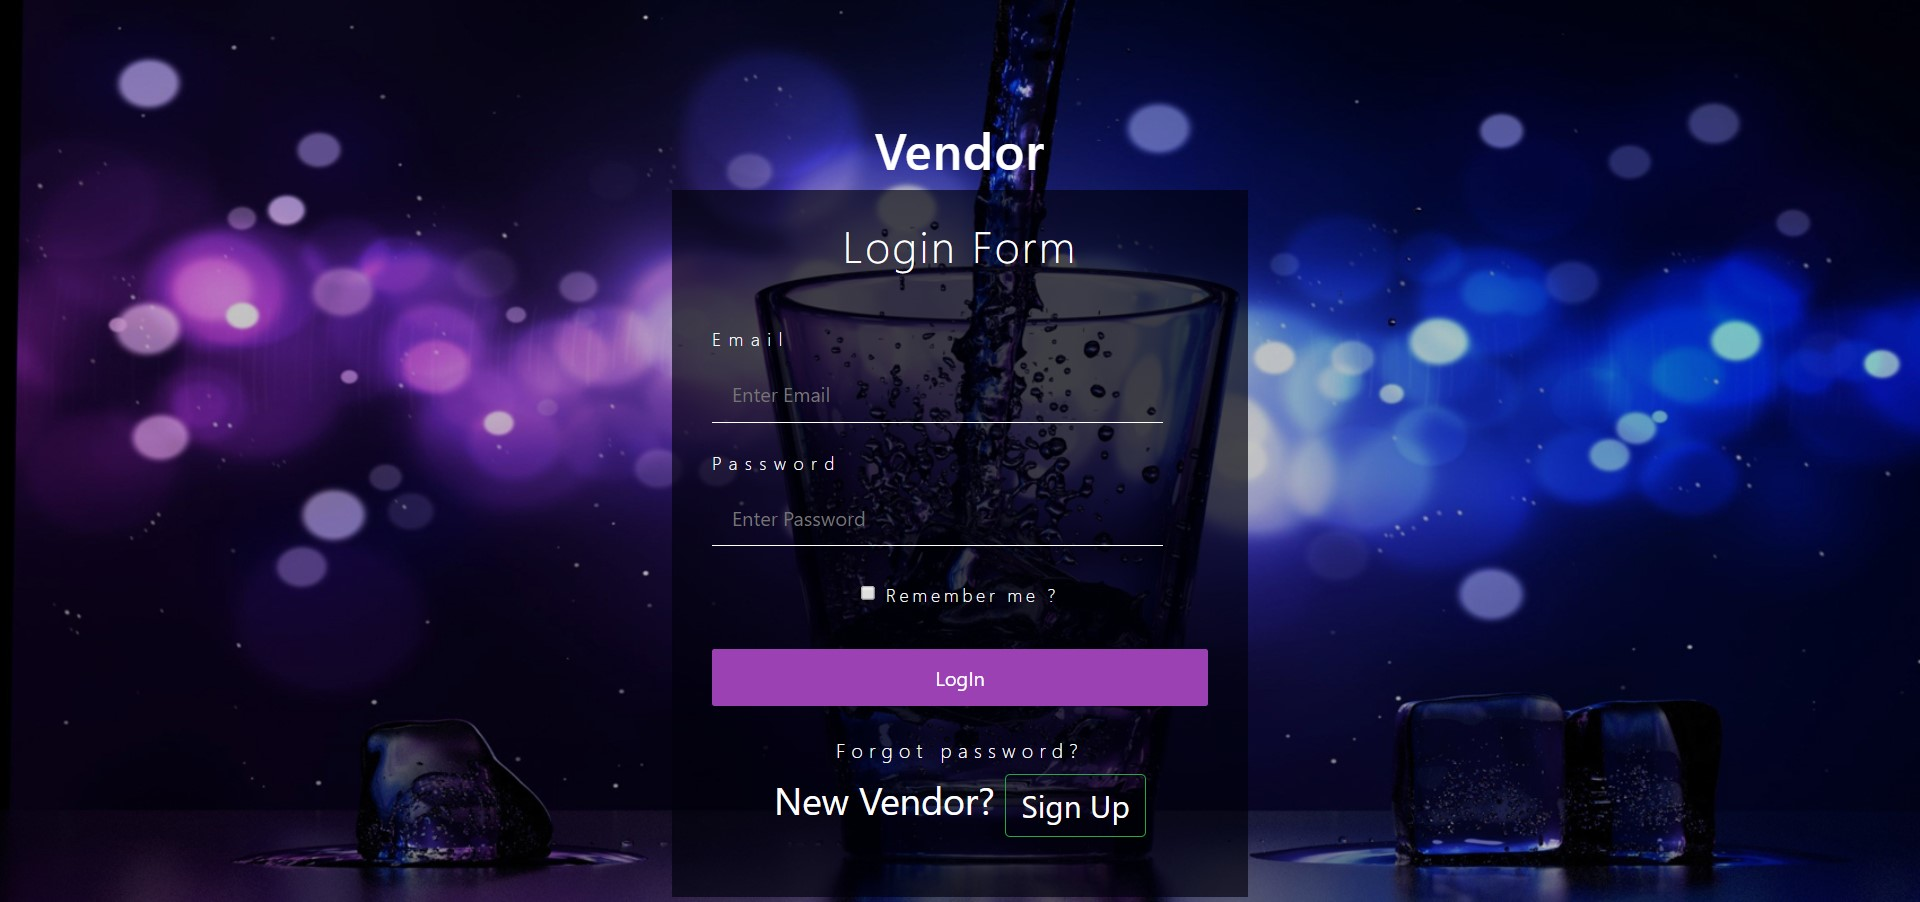 Vendor
Login Form
Email
Enter Email
Password
Enter Password
Remember me ?
LogIn
Forgot password?
New Vendor? Sign Up